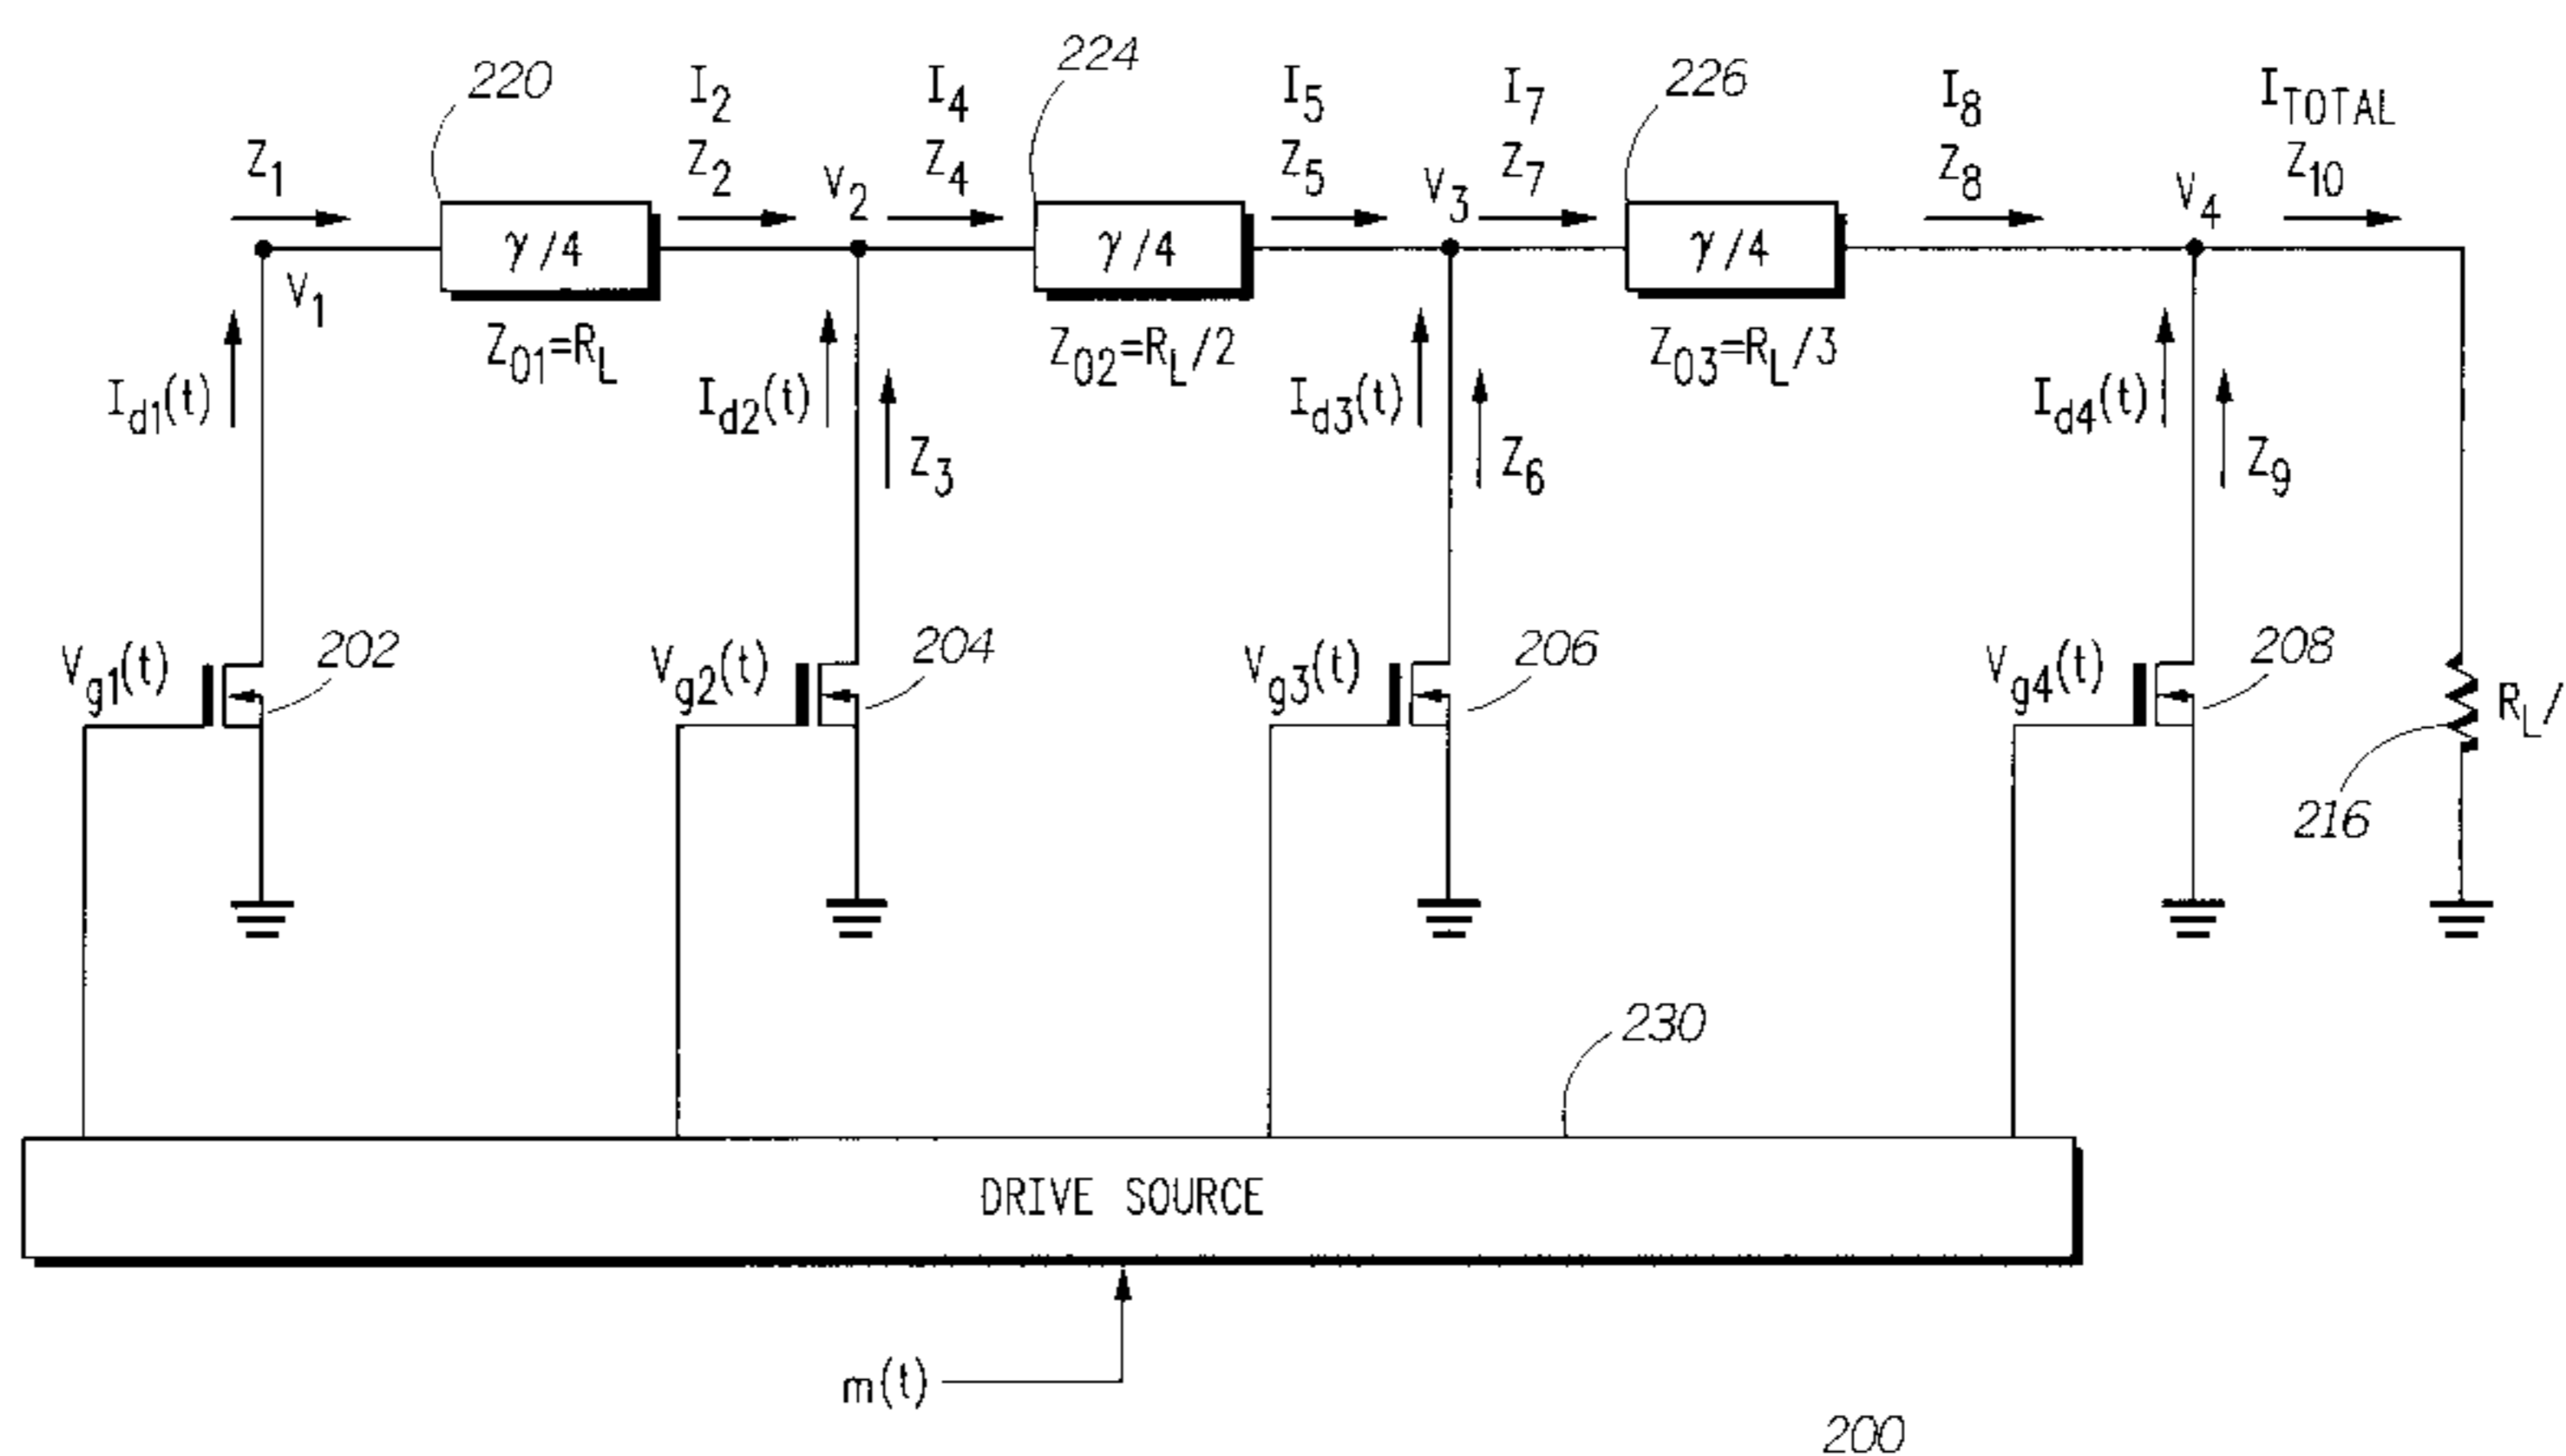 220
I2
I4
224
I5
I7
226
I8
ITOTAL
Z1
Z2
V2
Z4
Z5
V3
Z7
Z8
V4
Z10
γ/4
γ/4
γ/4
V1
Z01=RL
Z02=RL/2
Z03=RL/3
Id1(t)
Id2(t)
Z3
Id3(t)
Z6
Id4(t)
Z9
Vg1(t)
202
Vg2(t)
204
Vg3(t)
206
Vg4(t)
208
RL/
216
230
DRIVE SOURCE
m(t)
200